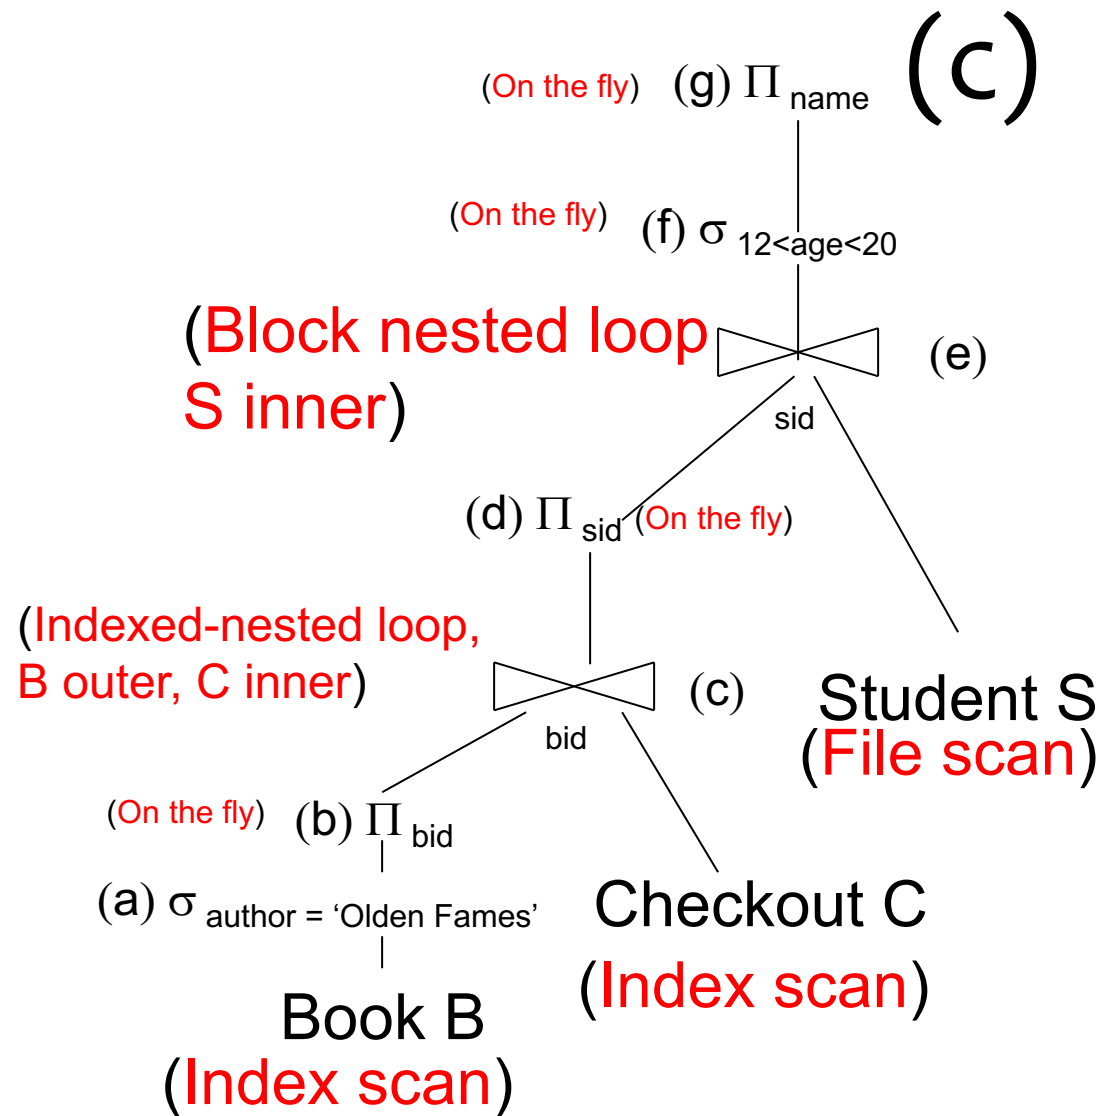 (c)
(On the fly) (g) Π name
(On the fly) (f) σ 12<age<20
(Block nested loop
S inner)
(e)
sid
(d) Π sid (On the fly)
(Indexed-nested loop,
B outer, C inner)
(c)
bid
Student S
(File scan)
(On the fly) (b) Π bid
(a) σ author = ‘Olden Fames’
Checkout C
(Index scan)
Book B
(Index scan)